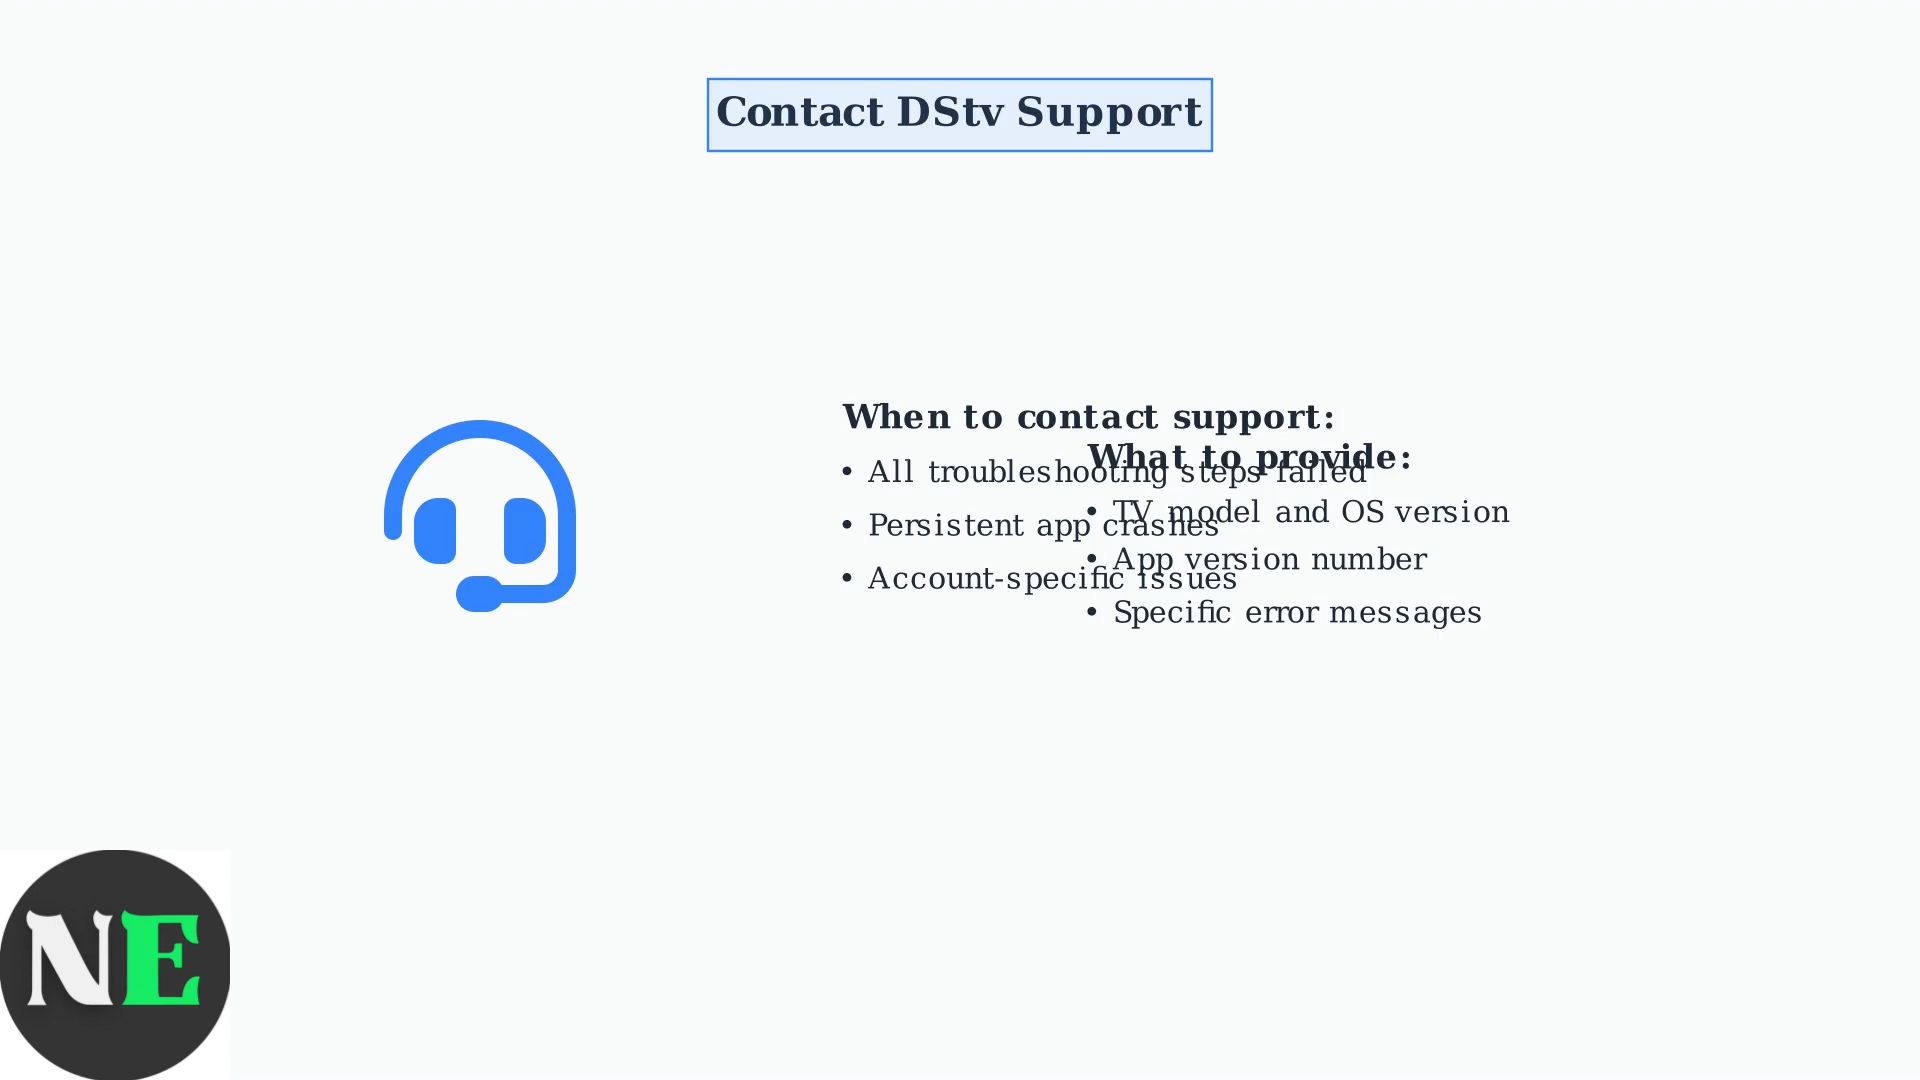 Contact DStv Support
When to contact support:
• All troubleshooting steps failed
• Persistent app crashes
• Account-specific issues
What to provide:
• TV model and OS version
• App version number
• Specific error messages
NE